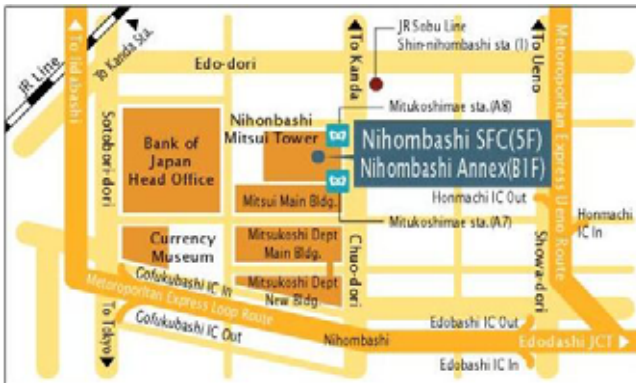 To Iidabashi
JR Line
To Kanda Sta.
Edo-dori
To Kanda
JR Sobu Line
Shin-nihombashi sta (1)
To Ueno
Metoroporitan Express Ueno Route
Sotobori-dori
Bank of
Japan
Head Office
Nihonbashi
Mitsui Tower
Mitukoshimae sta.(A8)
Nihombashi SFC(5F)
Nihombashi Annex(B1F)
Mitsui Main Bldg.
Honmachi IC Out
Mitukoshimae sta.(A7)
Honmachi
IC In
Currency
Museum
Mitsukoshi Dept
Main Bldg.
Chuo-dori
Showa-dori
Gofukubashi IC In
Metoroporitan Express Loop Route
Mitsukoshi Dept
New Bldg.
To Tokyo
Gofukubashi IC Out
Nihombashi
Edobashi IC Out
Edodashi JCT
Edobashi IC In